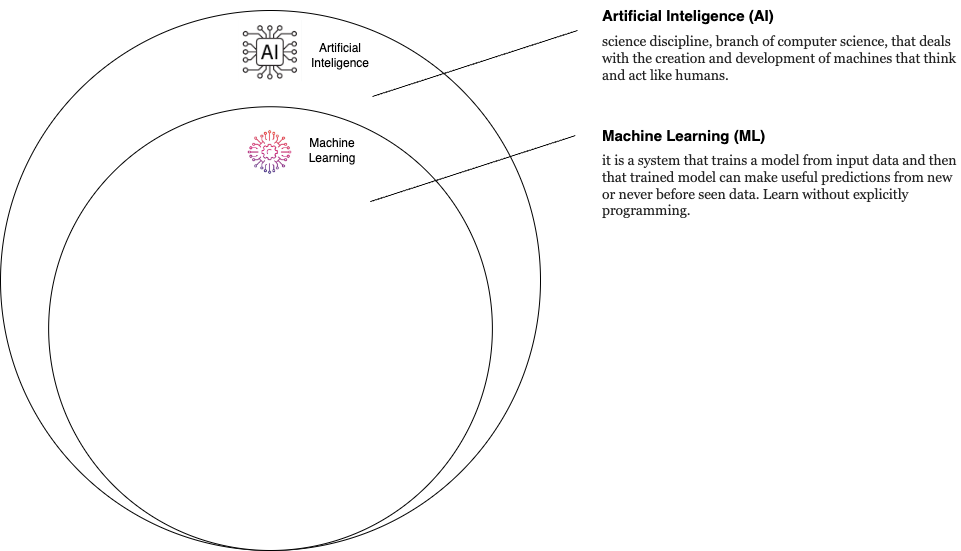 AI
Artificial
Inteligence
Machine
Learning
Artificial Inteligence (AI)
science discipline, branch of computer science, that deals
with the creation and development of machines that think
and act like humans.
Machine Learning (ML)
it is a system that trains a model from input data and then
that trained model can make useful predictions from new
or never before seen data. Learn without explicitly
programming.